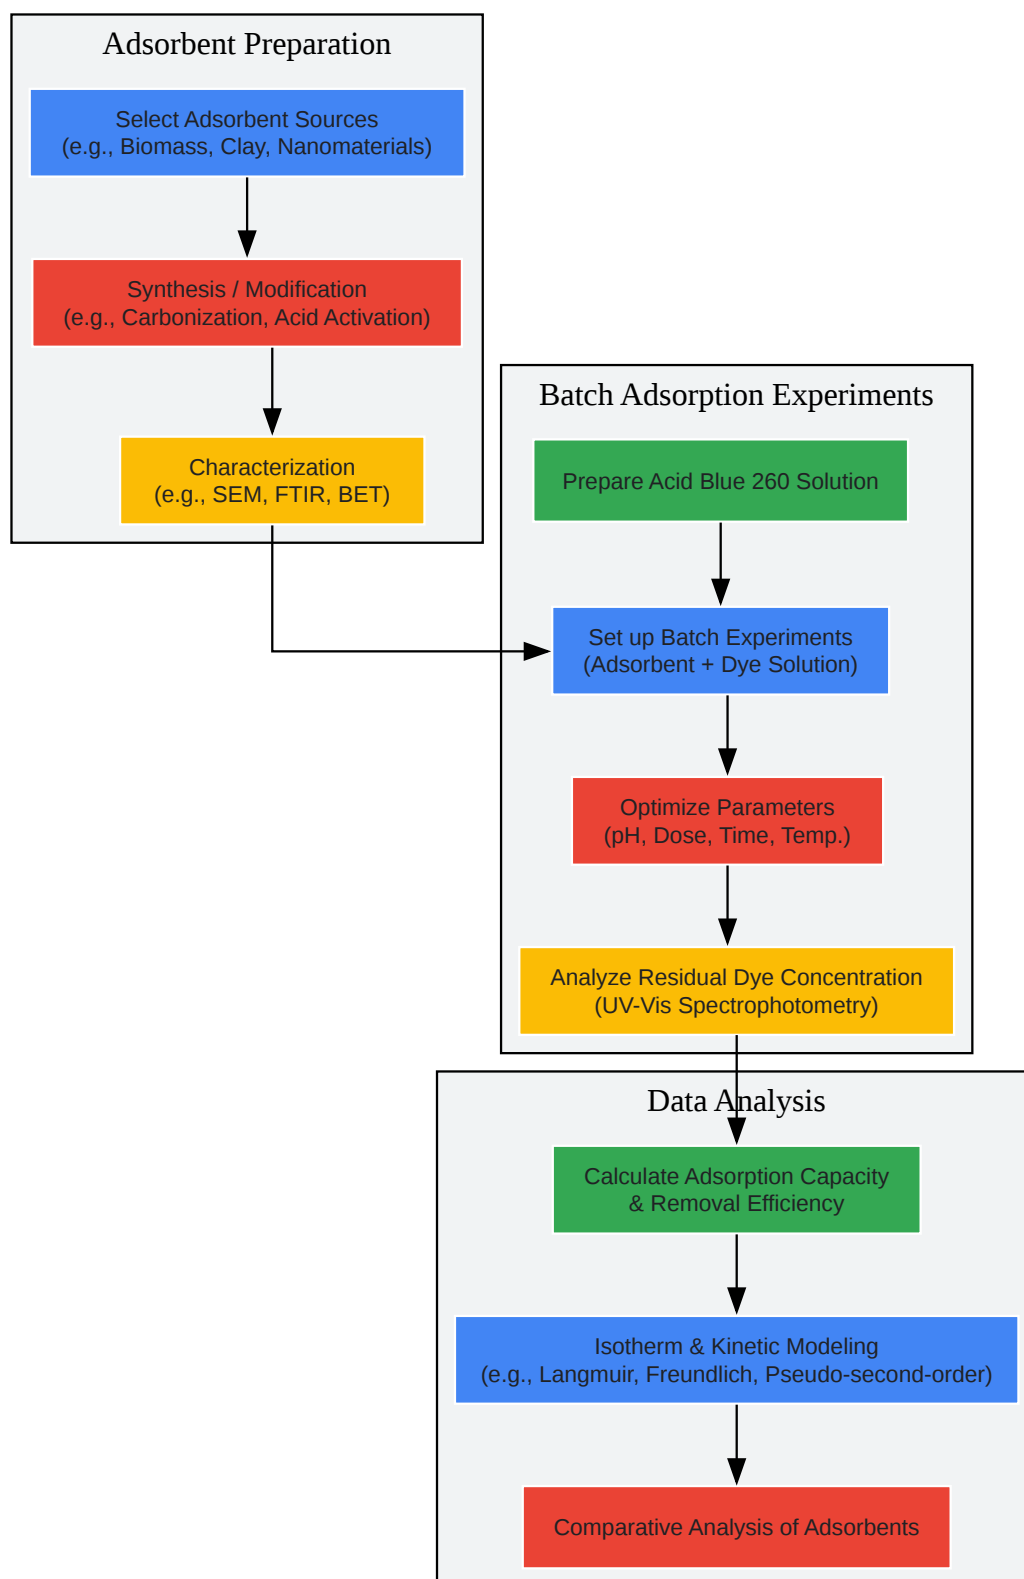 Adsorbent Preparation
Select Adsorbent Sources
(e.g., Biomass, Clay, Nanomaterials)
Synthesis / Modification
(e.g., Carbonization, Acid Activation)
Characterization
(e.g., SEM, FTIR, BET)
Batch Adsorption Experiments
Prepare Acid Blue 260 Solution
Set up Batch Experiments
(Adsorbent + Dye Solution)
Optimize Parameters
(pH, Dose, Time, Temp.)
Analyze Residual Dye Concentration
(UV-Vis Spectrophotometry)
Data Analysis
Calculate Adsorption Capacity
& Removal Efficiency
Isotherm & Kinetic Modeling
(e.g., Langmuir, Freundlich, Pseudo-second-order)
Comparative Analysis of Adsorbents